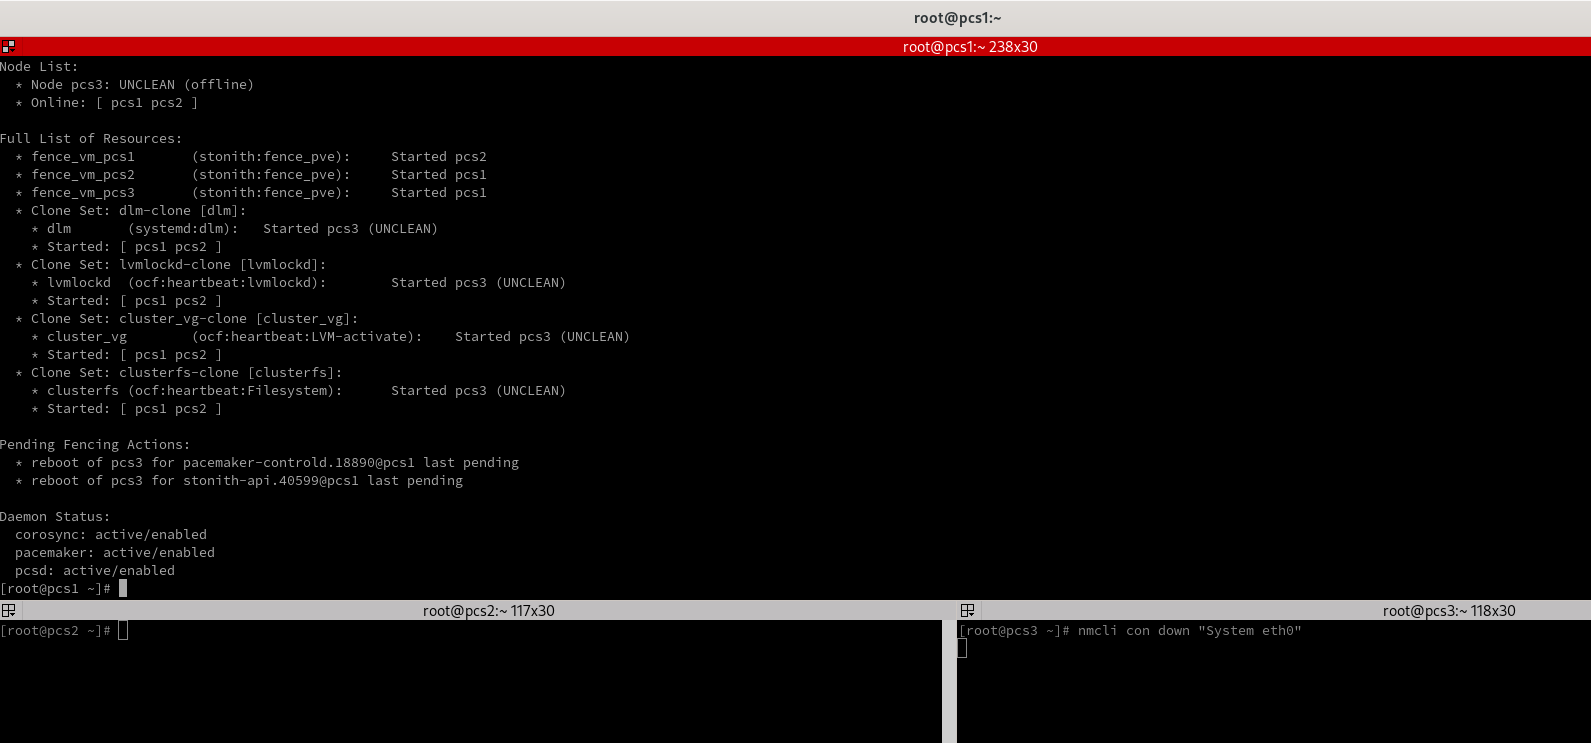 root@pcs1:~
root@pcs1:~ 238x30
Node List:
  * Node pcs3: UNCLEAN (offline)
  * Online: [ pcs1 pcs2 ]

Full List of Resources:
  * fence_vm_pcs1       (stonith:fence_pve):     Started pcs2
  * fence_vm_pcs2       (stonith:fence_pve):     Started pcs1
  * fence_vm_pcs3       (stonith:fence_pve):     Started pcs1
  * Clone Set: dlm-clone [dlm]:
    * dlm       (systemd:dlm):   Started pcs3 (UNCLEAN)
    * Started: [ pcs1 pcs2 ]
  * Clone Set: lvmlockd-clone [lvmlockd]:
    * lvmlockd  (ocf:heartbeat:lvmlockd):        Started pcs3 (UNCLEAN)
    * Started: [ pcs1 pcs2 ]
  * Clone Set: cluster_vg-clone [cluster_vg]:
    * cluster_vg        (ocf:heartbeat:LVM-activate):    Started pcs3 (UNCLEAN)
    * Started: [ pcs1 pcs2 ]
  * Clone Set: clusterfs-clone [clusterfs]:
    * clusterfs (ocf:heartbeat:Filesystem):      Started pcs3 (UNCLEAN)
    * Started: [ pcs1 pcs2 ]

Pending Fencing Actions:
  * reboot of pcs3 for pacemaker-controld.18890@pcs1 last pending
  * reboot of pcs3 for stonith-api.40599@pcs1 last pending

Daemon Status:
  corosync: active/enabled
  pacemaker: active/enabled
  pcsd: active/enabled
[root@pcs1 ~]#
root@pcs2:~ 117x30
[root@pcs2 ~]#
root@pcs3:~ 118x30
[root@pcs3 ~]# nmcli con down "System eth0"